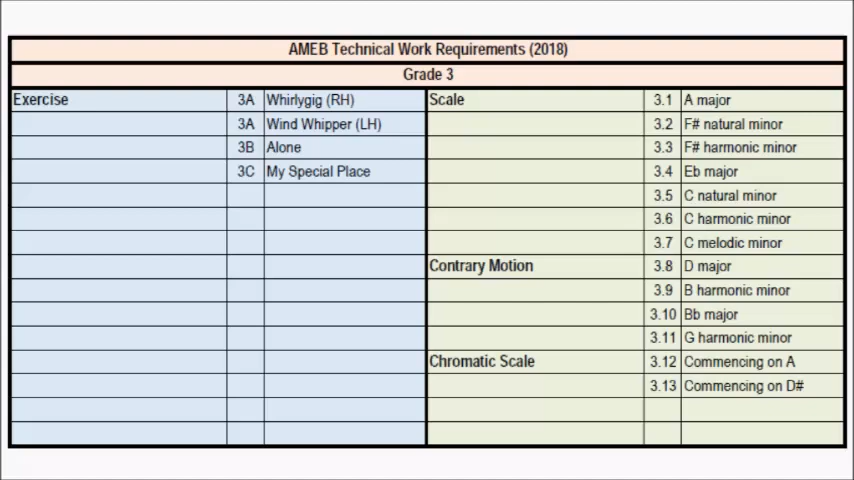 AMEB Technical Work Requirements (2018)
Grade 3
Exercise 3A Whirlygig (RH) Scale 3.1 A major
3A Wind Whipper (LH) 3.2 F# natural minor
3B Alone 3.3 F# harmonic minor
3C My Special Place 3.4 Eb major
3.5 C natural minor
3.6 C harmonic minor
3.7 C melodic minor
Contrary Motion 3.8 D major
3.9 B harmonic minor
3.10 Bb major
3.11 G harmonic minor
Chromatic Scale 3.12 Commencing on A
3.13 Commencing on D#